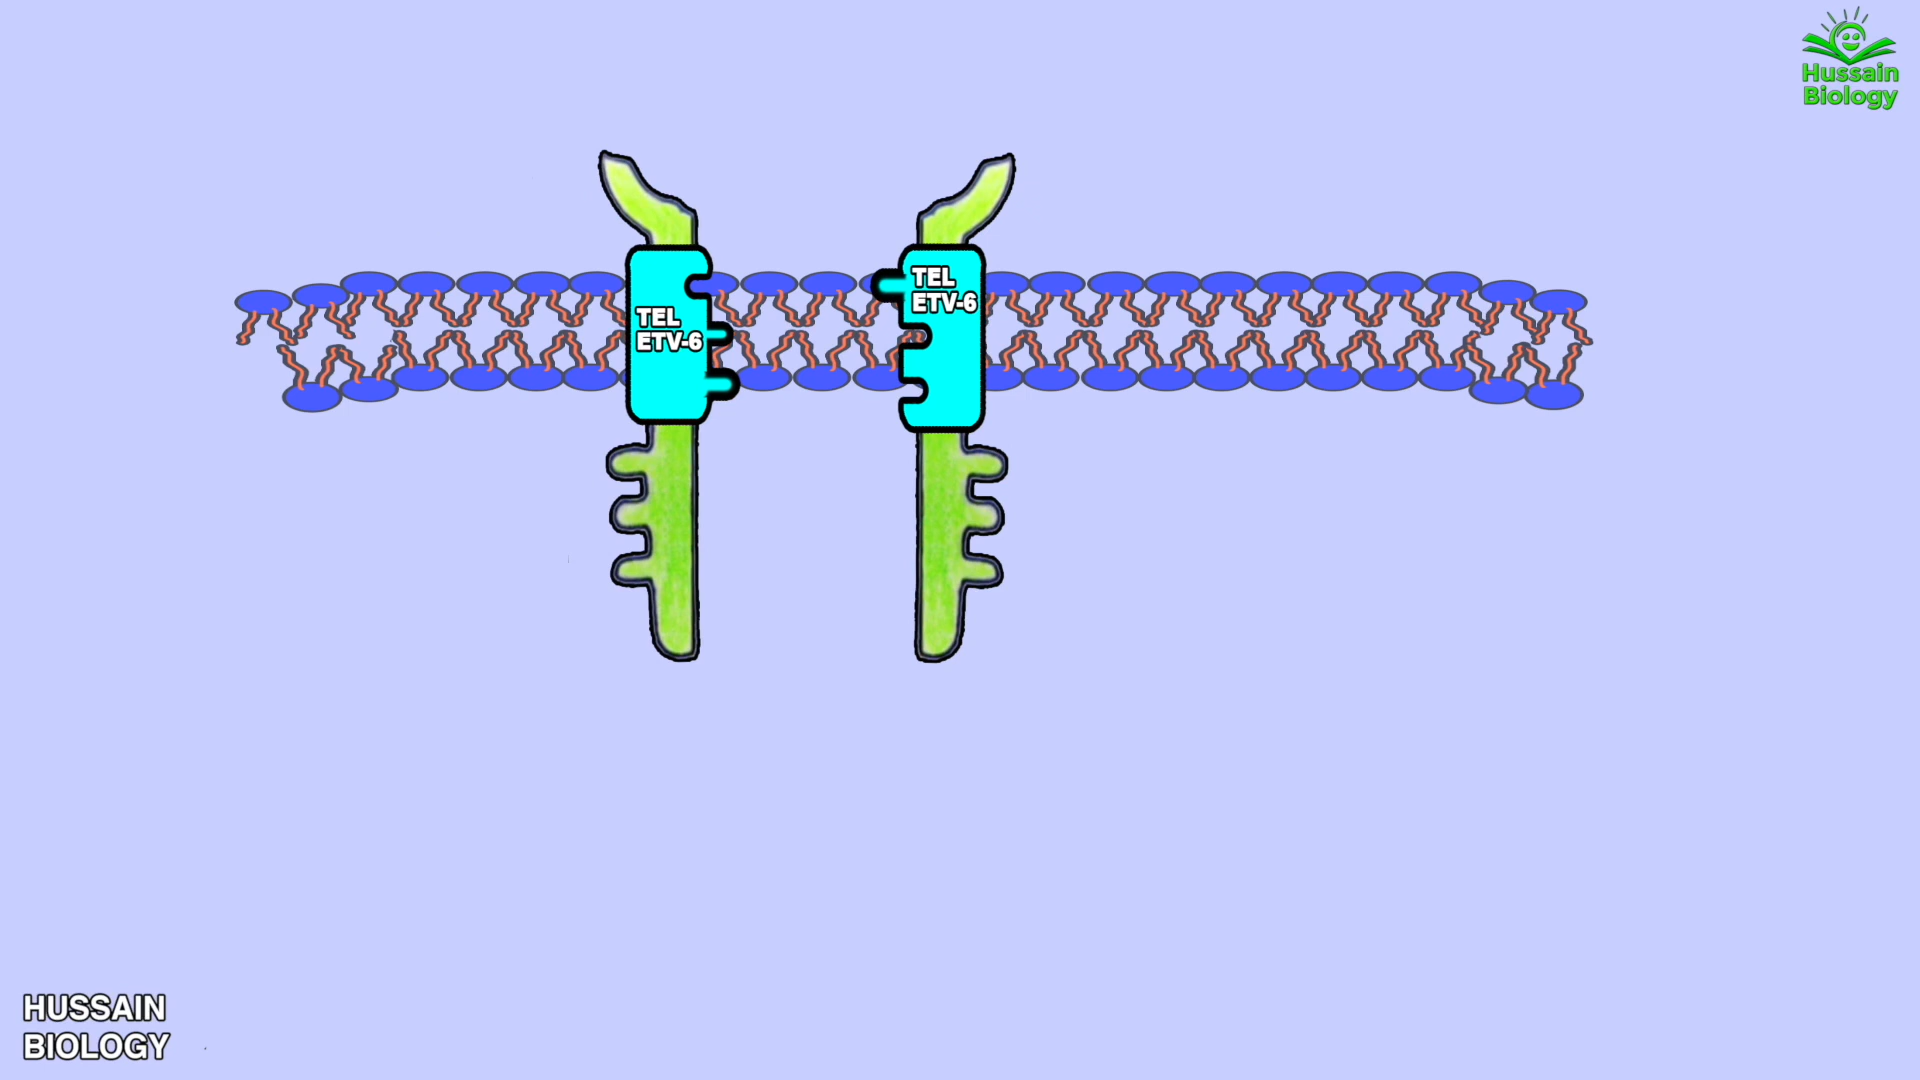 Hussain
Biology
TEL
ETV-6
TEL
ETV-6
HUSSAIN
BIOLOGY